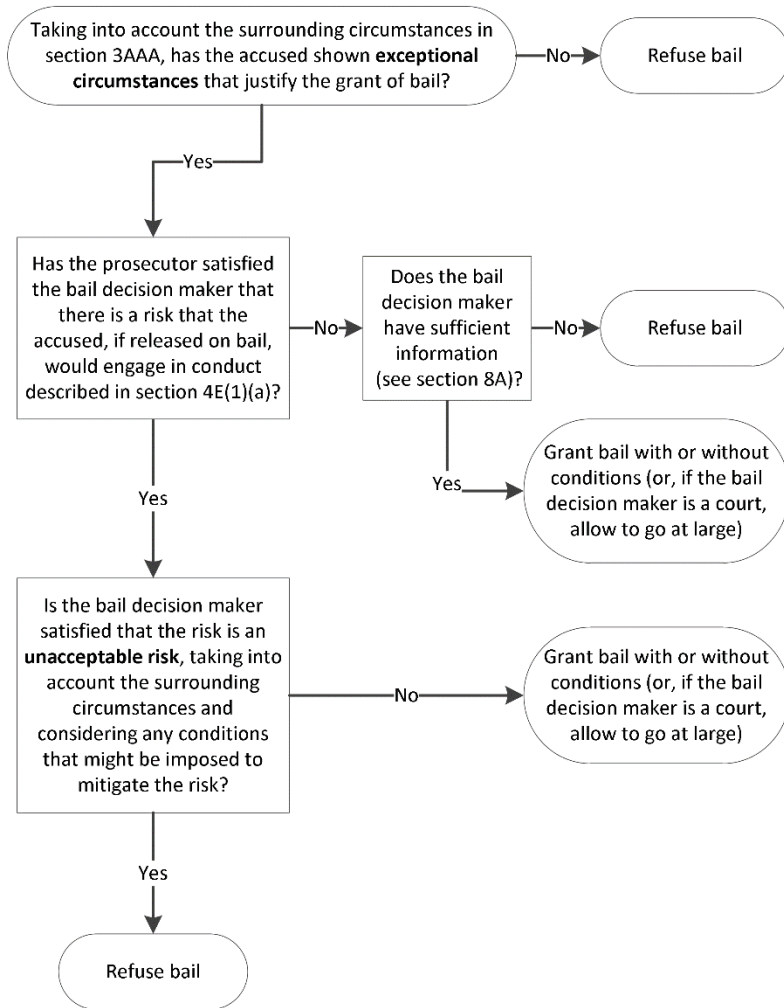 Taking into account the surrounding circumstances in
section 3AAA, has the accused shown exceptional
circumstances that justify the grant of bail?
No
Refuse bail
Yes
Has the prosecutor satisfied
the bail decision maker that
there is a risk that the
accused, if released on bail,
would engage in conduct
described in section 4E(1)(a)?
No
Does the bail
decision maker
have sufficient
information
(see section 8A)?
No
Refuse bail
Yes
Grant bail with or without
conditions (or, if the bail
decision maker is a court,
allow to go at large)
Yes
Is the bail decision maker
satisfied that the risk is an
unacceptable risk, taking into
account the surrounding
circumstances and
considering any conditions
that might be imposed to
mitigate the risk?
No
Grant bail with or without
conditions (or, if the bail
decision maker is a court,
allow to go at large)
Yes
Refuse bail